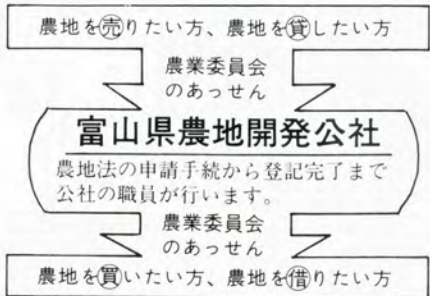 農地を売りたい方、農地を貸したい方
農業委員会
のあっせん
富山県農地開発公社
農地法の申請手続から登記完了まで
公社の職員が行います。
農業委員会
のあっせん
農地を買いたい方、農地を借りたい方